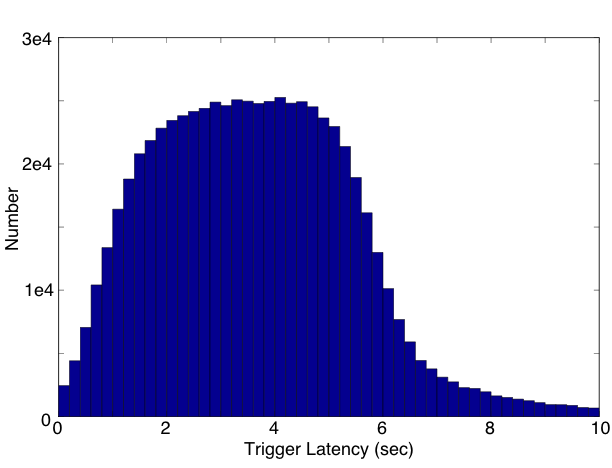 3e4
2e4
1e4
0
Number
0 2 4 6 8 10
Trigger Latency (sec)